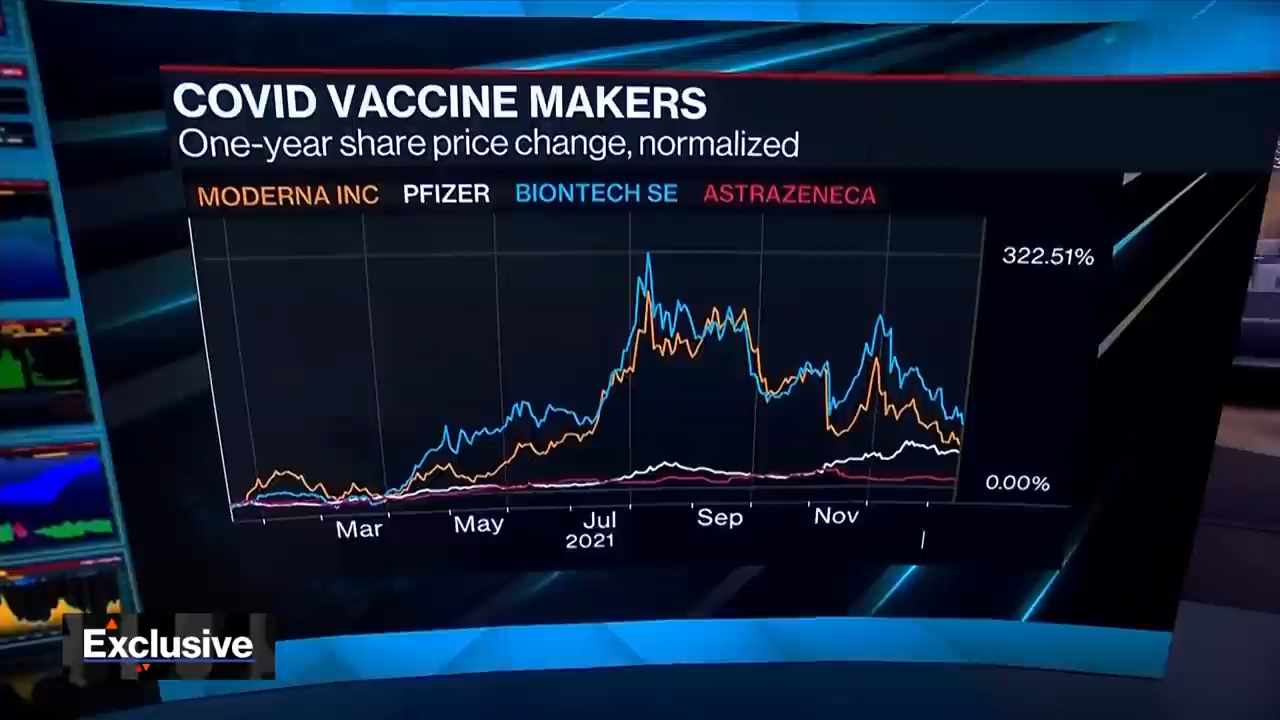 COVID VACCINE MAKERS
One-year share price change, normalized
MODERNA INC PFIZER BIONTECH SE ASTRAZENECA
322.51%
0.00%
Mar May Jul Sep Nov
2021
Exclusive